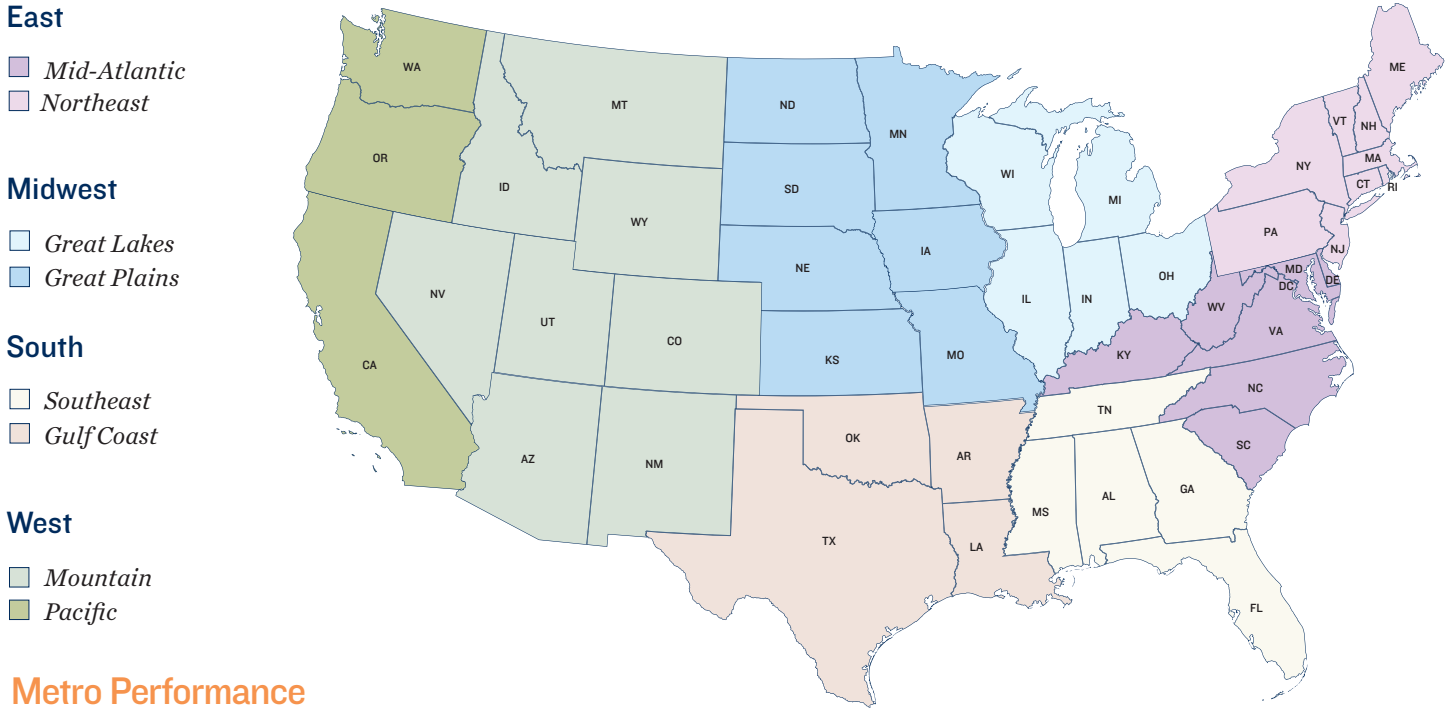 East
Mid-Atlantic
Northeast
Midwest
Great Lakes
Great Plains
South
Southeast
Gulf Coast
West
Mountain
Pacific
Metro Performance
WA
OR
CA
NV
ID
MT
WY
UT
CO
AZ
NM
ND
SD
NE
KS
MN
IA
MO
WI
MI
IL
IN
OH
OK
TX
AR
LA
TN
MS
AL
GA
FL
KY
WV
VA
NC
SC
MD
DC
DE
PA
NJ
NY
CT
RI
MA
VT
NH
ME